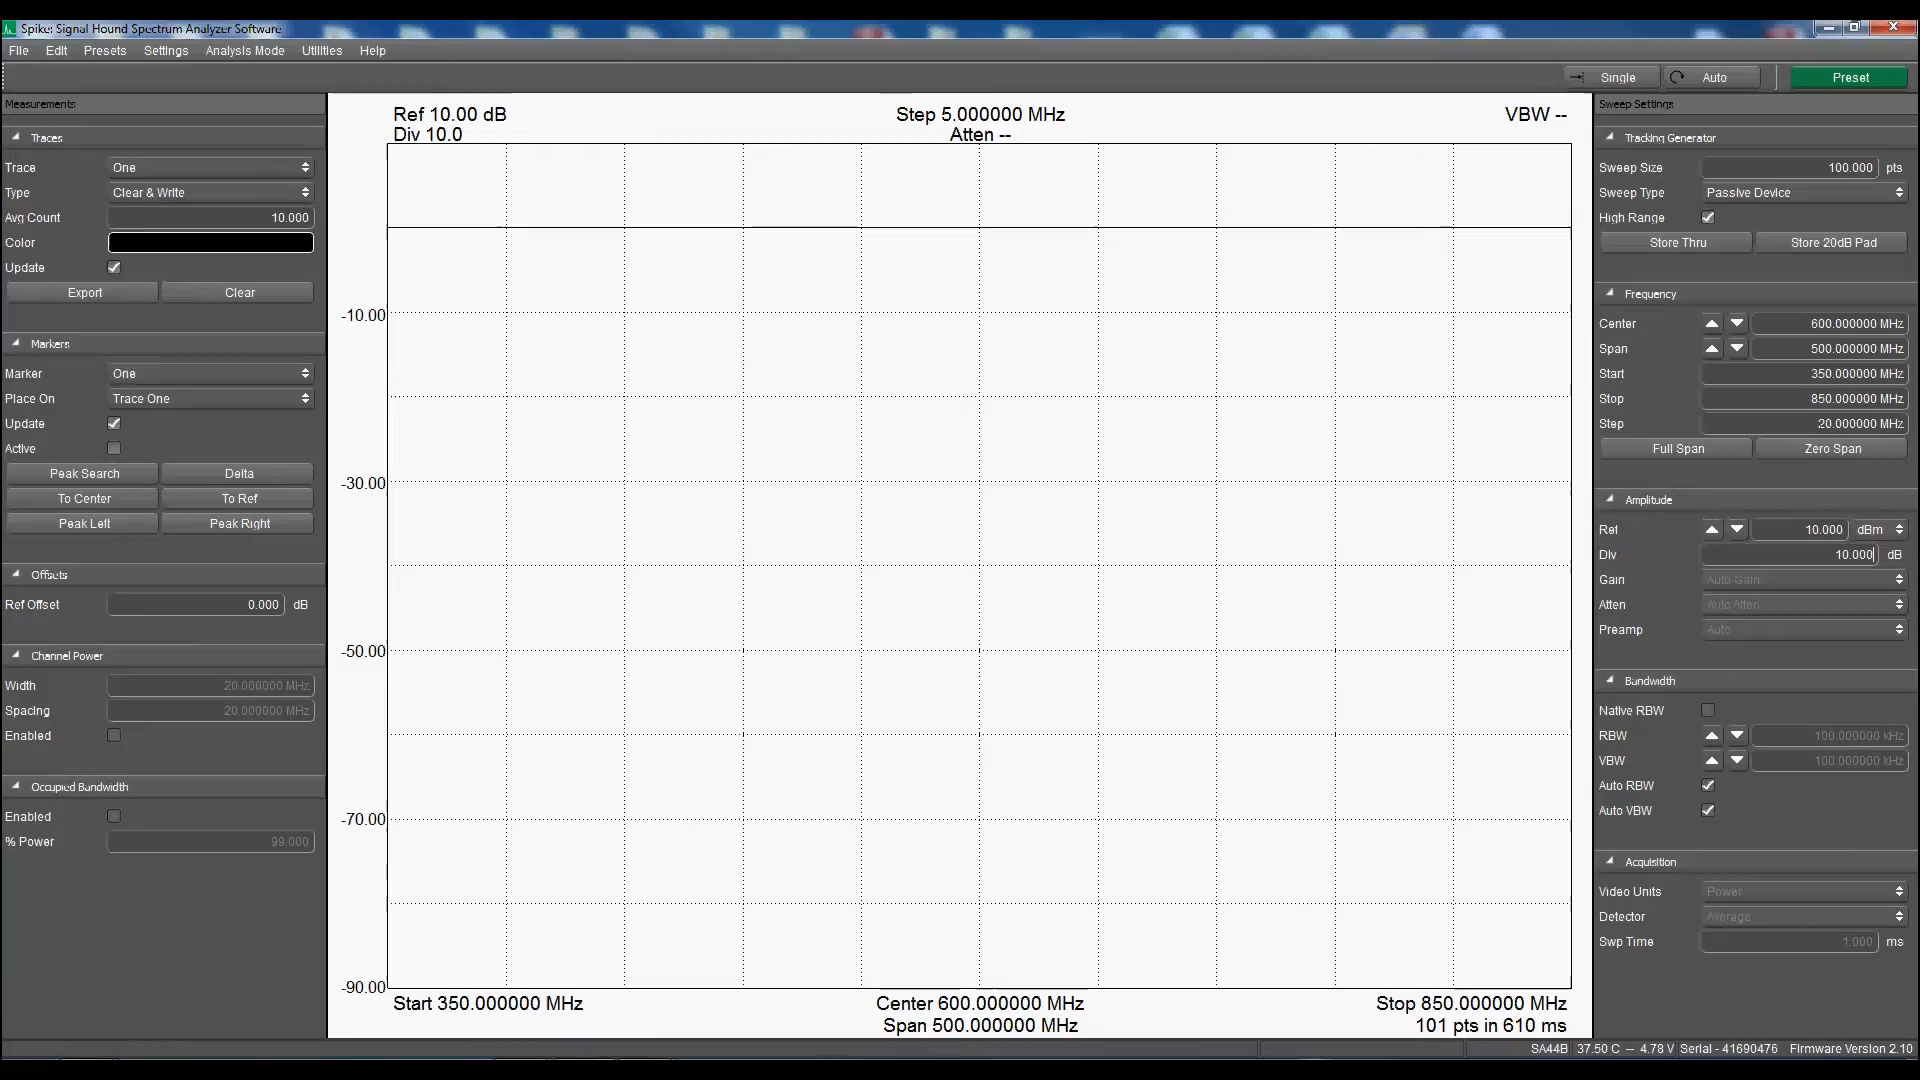 Spike: Signal Hound Spectrum Analyzer Software
File Edit Presets Settings Analysis Mode Utilities Help
Single Auto Preset
Measurements
Traces
Trace One
Type Clear & Write
Avg Count 10.000
Color
Update
Export Clear
Markers
Marker One
Place On Trace One
Update
Active
Peak Search Delta
To Center To Ref
Peak Left Peak Right
Offsets
Ref Offset 0.000 dB
Channel Power
Width 20.000000 MHz
Spacing 20.000000 MHz
Enabled
Occupied Bandwidth
Enabled
% Power 99.000
Ref 10.00 dB Step 5.000000 MHz VBW --
Div 10.0 Atten --
-10.00
-30.00
-50.00
-70.00
-90.00
Start 350.000000 MHz Center 600.000000 MHz Stop 850.000000 MHz
Span 500.000000 MHz 101 pts in 610 ms
Sweep Settings
Tracking Generator
Sweep Size 100.000 pts
Sweep Type Passive Device
High Range
Store Thru Store 20dB Pad
Frequency
Center 600.000000 MHz
Span 500.000000 MHz
Start 350.000000 MHz
Stop 850.000000 MHz
Step 20.000000 MHz
Full Span Zero Span
Amplitude
Ref 10.000 dBm
Div 10.000 dB
Gain Auto Gain
Atten Auto Atten
Preamp Auto
Bandwidth
Native RBW
RBW 100.000000 kHz
VBW 100.000000 kHz
Auto RBW
Auto VBW
Acquisition
Video Units Power
Detector Average
Swp Time 1.000 ms
SA44B 37.50 C -- 4.78 V Serial - 41690476 Firmware Version 2.10